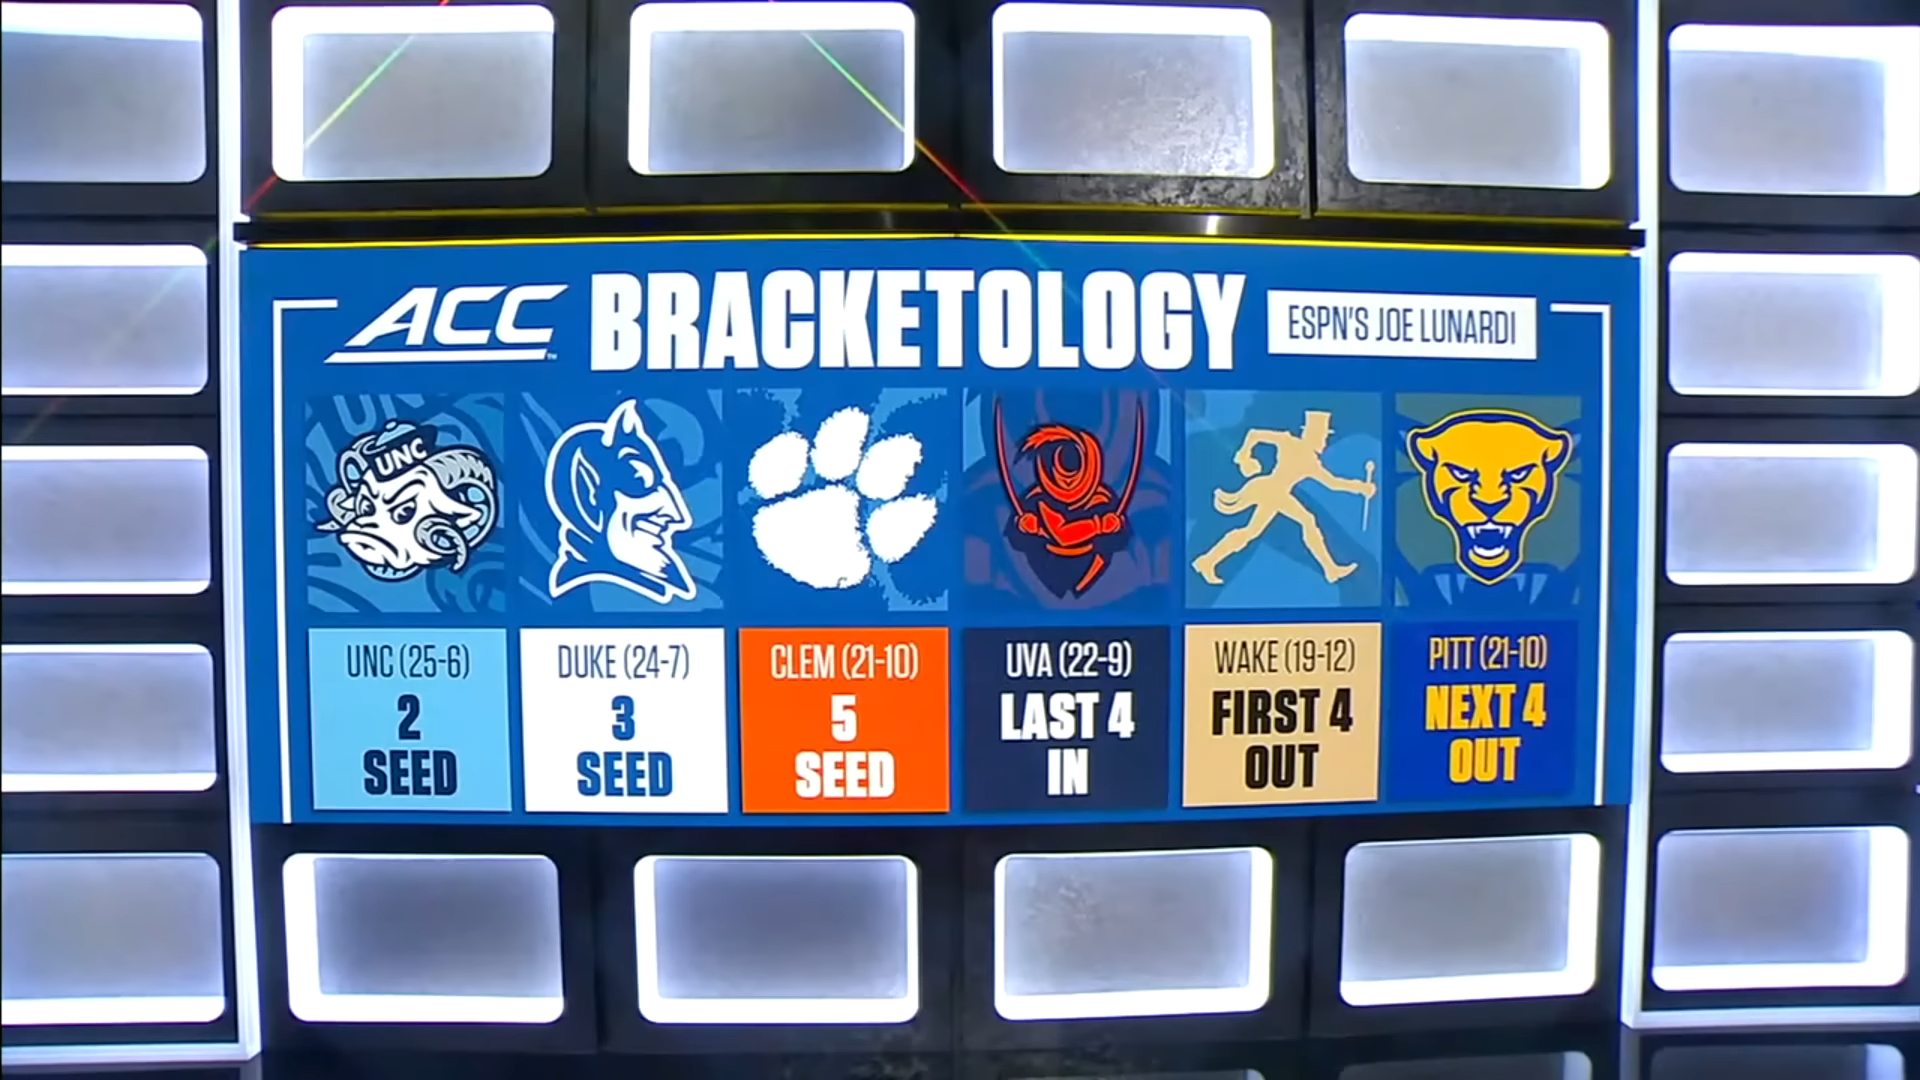 ACC BRACKETOLOGY ESPN'S JOE LUNARDI
UNC
UNC (25-6)
2
SEED
DUKE (24-7)
3
SEED
CLEM (21-10)
5
SEED
UVA (22-9)
LAST 4
IN
WAKE (19-12)
FIRST 4
OUT
PITT (21-10)
NEXT 4
OUT